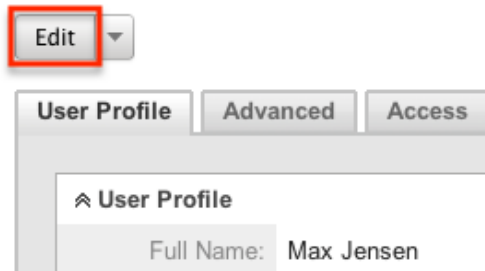 Edit
User Profile Advanced Access
User Profile
Full Name: Max Jensen